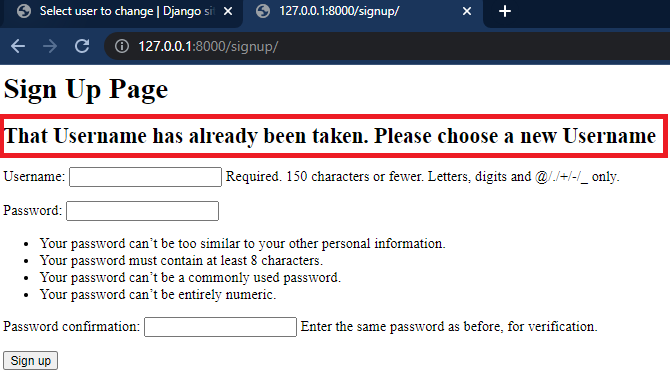 Select user to change | Django sit
127.0.0.1:8000/signup/
127.0.0.1:8000/signup/
Sign Up Page
That Username has already been taken. Please choose a new Username
Username: Required. 150 characters or fewer. Letters, digits and @/./+/-/_ only.
Password:
Your password can’t be too similar to your other personal information.
Your password must contain at least 8 characters.
Your password can’t be a commonly used password.
Your password can’t be entirely numeric.
Password confirmation: Enter the same password as before, for verification.
Sign up